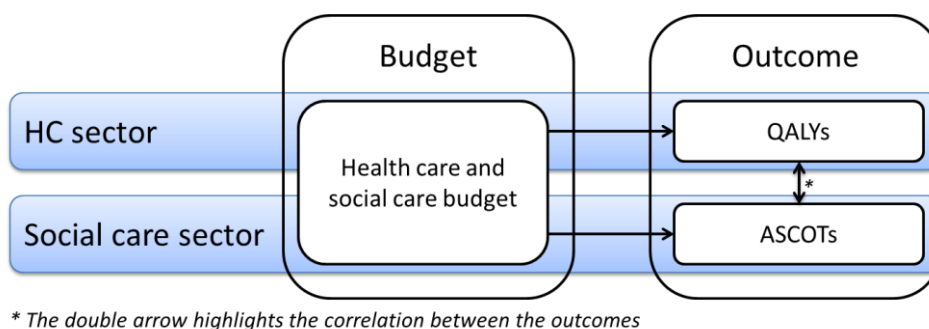 Budget
Outcome
HC sector
QALYs
Health care and
social care budget
*
Social care sector
ASCOTs
* The double arrow highlights the correlation between the outcomes